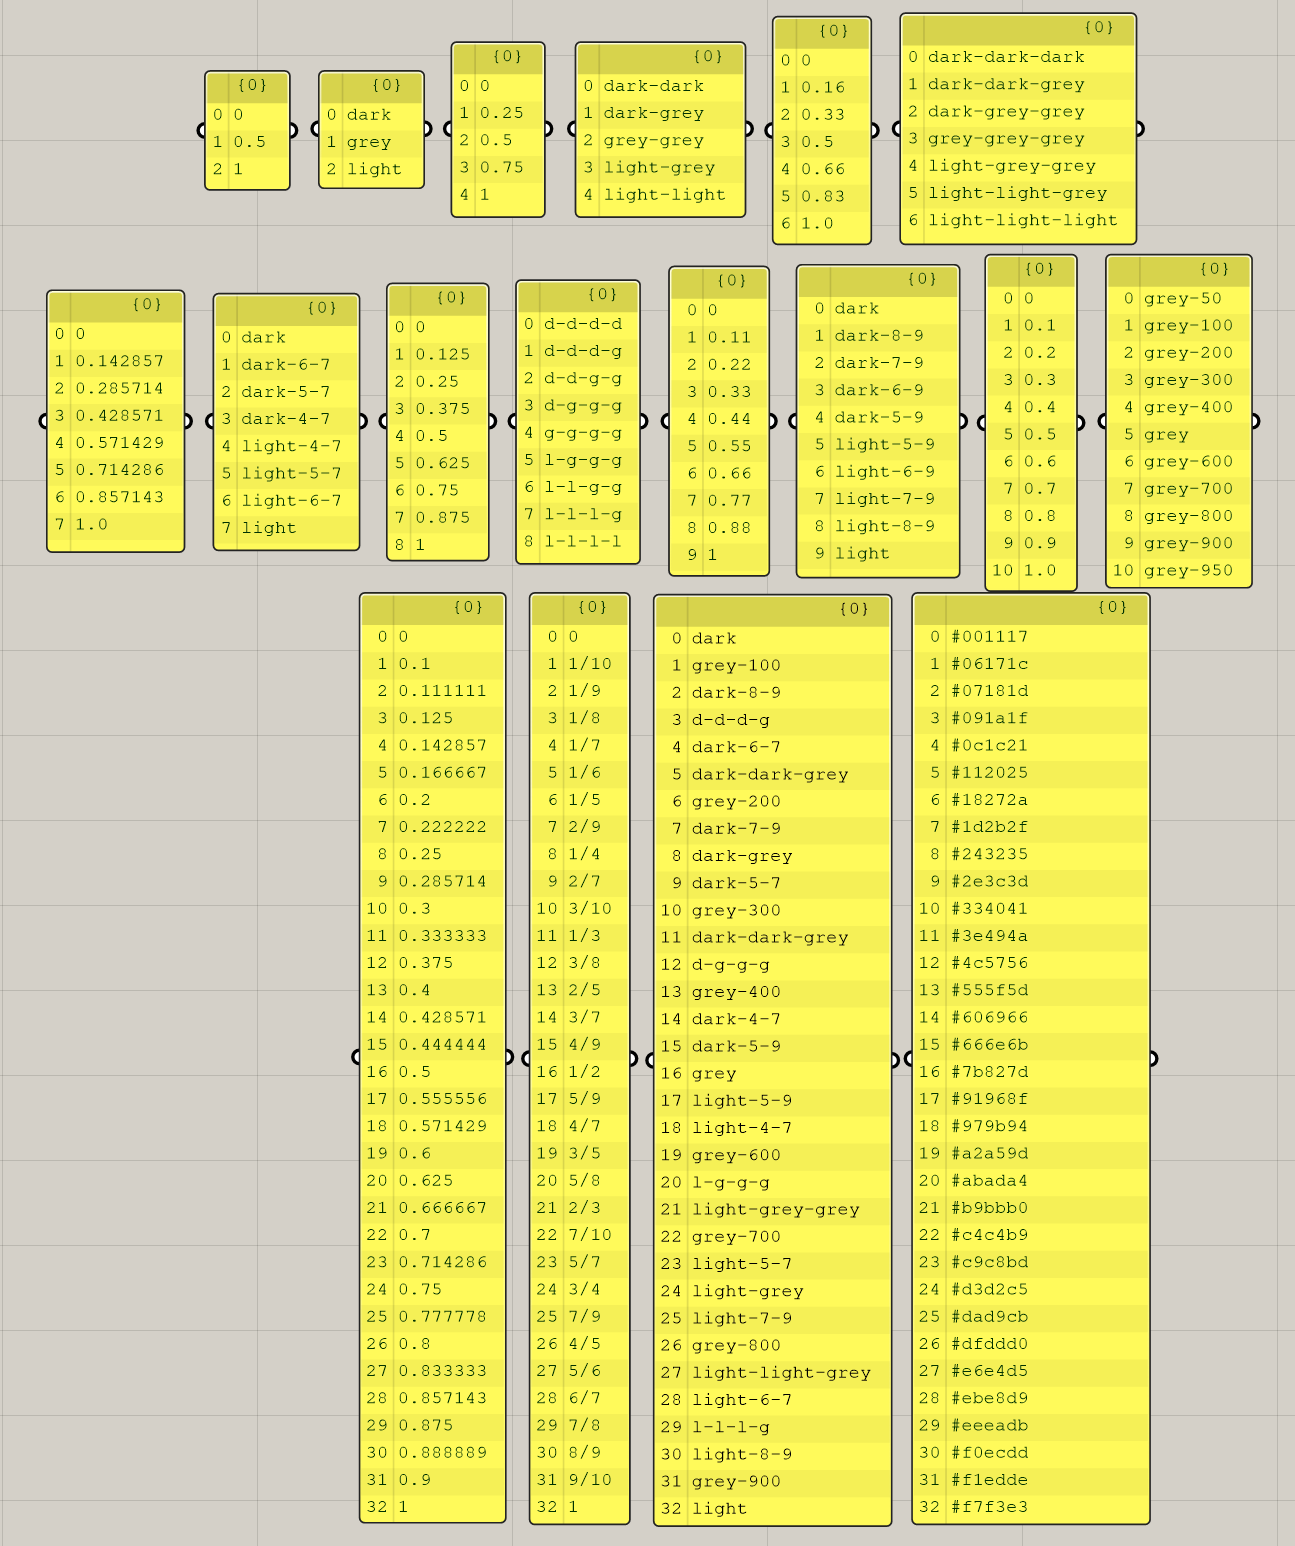 {0}
0 0
1 0.5
2 1
{0}
0 dark
1 grey
2 light
{0}
0 0
1 0.25
2 0.5
3 0.75
4 1
{0}
0 dark-dark
1 dark-grey
2 grey-grey
3 light-grey
4 light-light
{0}
0 0
1 0.16
2 0.33
3 0.5
4 0.66
5 0.83
6 1.0
{0}
0 dark-dark-dark
1 dark-dark-grey
2 dark-grey-grey
3 grey-grey-grey
4 light-grey-grey
5 light-light-grey
6 light-light-light
{0}
0 0
1 0.142857
2 0.285714
3 0.428571
4 0.571429
5 0.714286
6 0.857143
7 1.0
{0}
0 dark
1 dark-6-7
2 dark-5-7
3 dark-4-7
4 light-4-7
5 light-5-7
6 light-6-7
7 light
{0}
0 0
1 0.125
2 0.25
3 0.375
4 0.5
5 0.625
6 0.75
7 0.875
8 1
{0}
0 d-d-d-d
1 d-d-d-g
2 d-d-g-g
3 d-g-g-g
4 g-g-g-g
5 l-g-g-g
6 l-l-g-g
7 l-l-l-g
8 l-l-l-l
{0}
0 0
1 0.11
2 0.22
3 0.33
4 0.44
5 0.55
6 0.66
7 0.77
8 0.88
9 1
{0}
0 dark
1 dark-8-9
2 dark-7-9
3 dark-6-9
4 dark-5-9
5 light-5-9
6 light-6-9
7 light-7-9
8 light-8-9
9 light
{0}
0 0
1 0.1
2 0.2
3 0.3
4 0.4
5 0.5
6 0.6
7 0.7
8 0.8
9 0.9
10 1.0
{0}
0 grey-50
1 grey-100
2 grey-200
3 grey-300
4 grey-400
5 grey
6 grey-600
7 grey-700
8 grey-800
9 grey-900
10 grey-950
{0}
0 0
1 0.1
2 0.111111
3 0.125
4 0.142857
5 0.166667
6 0.2
7 0.222222
8 0.25
9 0.285714
10 0.3
11 0.333333
12 0.375
13 0.4
14 0.428571
15 0.444444
16 0.5
17 0.555556
18 0.571429
19 0.6
20 0.625
21 0.666667
22 0.7
23 0.714286
24 0.75
25 0.777778
26 0.8
27 0.833333
28 0.857143
29 0.875
30 0.888889
31 0.9
32 1
{0}
0 0
1 1/10
2 1/9
3 1/8
4 1/7
5 1/6
6 1/5
7 2/9
8 1/4
9 2/7
10 3/10
11 1/3
12 3/8
13 2/5
14 3/7
15 4/9
16 1/2
17 5/9
18 4/7
19 3/5
20 5/8
21 2/3
22 7/10
23 5/7
24 3/4
25 7/9
26 4/5
27 5/6
28 6/7
29 7/8
30 8/9
31 9/10
32 1
{0}
0 dark
1 grey-100
2 dark-8-9
3 d-d-d-g
4 dark-6-7
5 dark-dark-grey
6 grey-200
7 dark-7-9
8 dark-grey
9 dark-5-7
10 grey-300
11 dark-dark-grey
12 d-g-g-g
13 grey-400
14 dark-4-7
15 dark-5-9
16 grey
17 light-5-9
18 light-4-7
19 grey-600
20 l-g-g-g
21 light-grey-grey
22 grey-700
23 light-5-7
24 light-grey
25 light-7-9
26 grey-800
27 light-light-grey
28 light-6-7
29 l-l-l-g
30 light-8-9
31 grey-900
32 light
{0}
0 #001117
1 #06171c
2 #07181d
3 #091a1f
4 #0c1c21
5 #112025
6 #18272a
7 #1d2b2f
8 #243235
9 #2e3c3d
10 #334041
11 #3e494a
12 #4c5756
13 #555f5d
14 #606966
15 #666e6b
16 #7b827d
17 #91968f
18 #979b94
19 #a2a59d
20 #abada4
21 #b9bbb0
22 #c4c4b9
23 #c9c8bd
24 #d3d2c5
25 #dad9cb
26 #dfddd0
27 #e6e4d5
28 #ebe8d9
29 #eeeadb
30 #f0ecdd
31 #f1edde
32 #f7f3e3